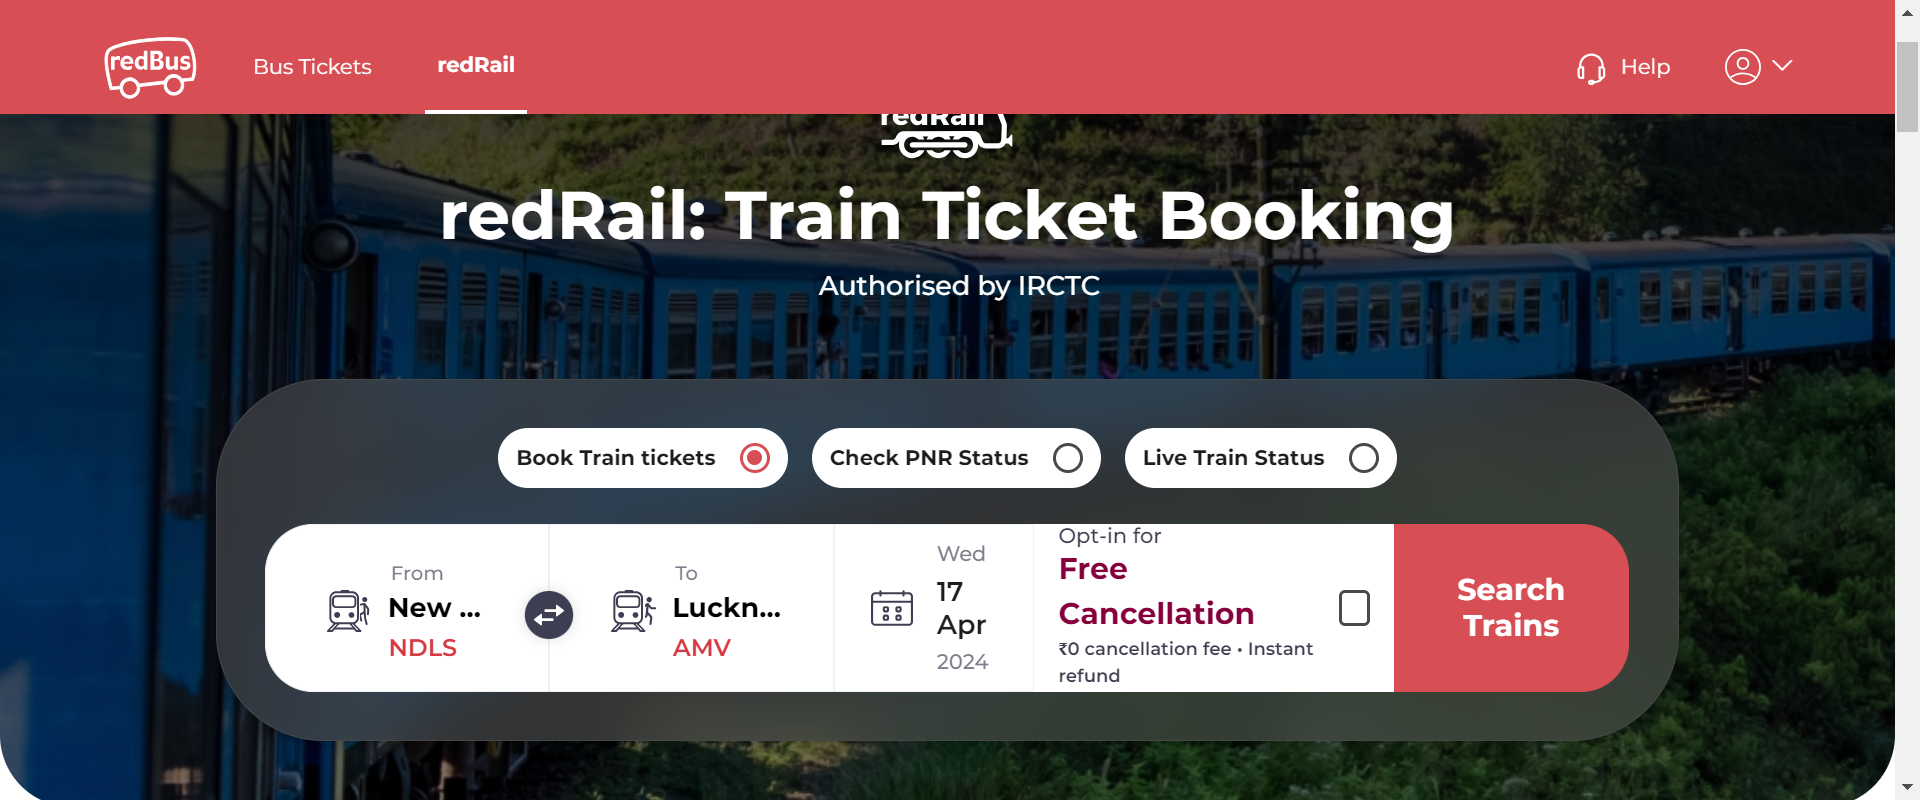 redBus
Bus Tickets
redRail
Help
redRail
redRail: Train Ticket Booking
Authorised by IRCTC
Book Train tickets
Check PNR Status
Live Train Status
From
New ...
NDLS
To
Luckn...
AMV
Wed
17
Apr
2024
Opt-in for
Free
Cancellation
₹0 cancellation fee • Instant
refund
Search
Trains